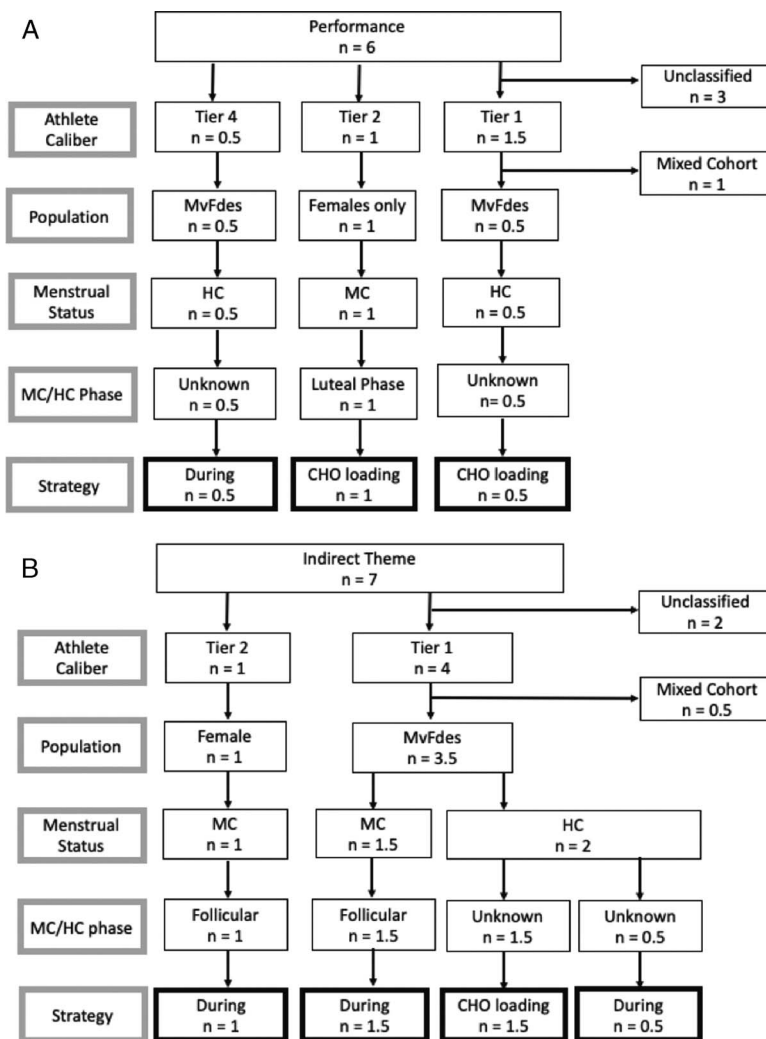 A
Performance
n = 6
Unclassified
n = 3
Athlete
Caliber
Tier 4
n = 0.5
Tier 2
n = 1
Tier 1
n = 1.5
Mixed Cohort
n = 1
Population
MvFdes
n = 0.5
Females only
n = 1
MvFdes
n = 0.5
Menstrual
Status
HC
n = 0.5
MC
n = 1
HC
n = 0.5
MC/HC Phase
Unknown
n = 0.5
Luteal Phase
n = 1
Unknown
n= 0.5
Strategy
During
n = 0.5
CHO loading
n = 1
CHO loading
n = 0.5
B
Indirect Theme
n = 7
Unclassified
n = 2
Athlete
Caliber
Tier 2
n = 1
Tier 1
n = 4
Mixed Cohort
n = 0.5
Population
Female
n = 1
MvFdes
n = 3.5
Menstrual
Status
MC
n = 1
MC
n = 1.5
HC
n = 2
MC/HC phase
Follicular
n = 1
Follicular
n = 1.5
Unknown
n = 1.5
Unknown
n = 0.5
Strategy
During
n = 1
During
n = 1.5
CHO loading
n = 1.5
During
n = 0.5